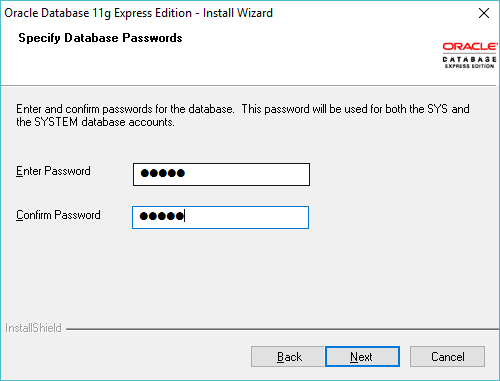 Oracle Database 11g Express Edition - Install Wizard
Specify Database Passwords
ORACLE
DATABASE
EXPRESS EDITION
Enter and confirm passwords for the database.  This password will be used for both the SYS and
the SYSTEM database accounts.
Enter Password ●●●●●
Confirm Password ●●●●●
InstallShield
Back Next Cancel